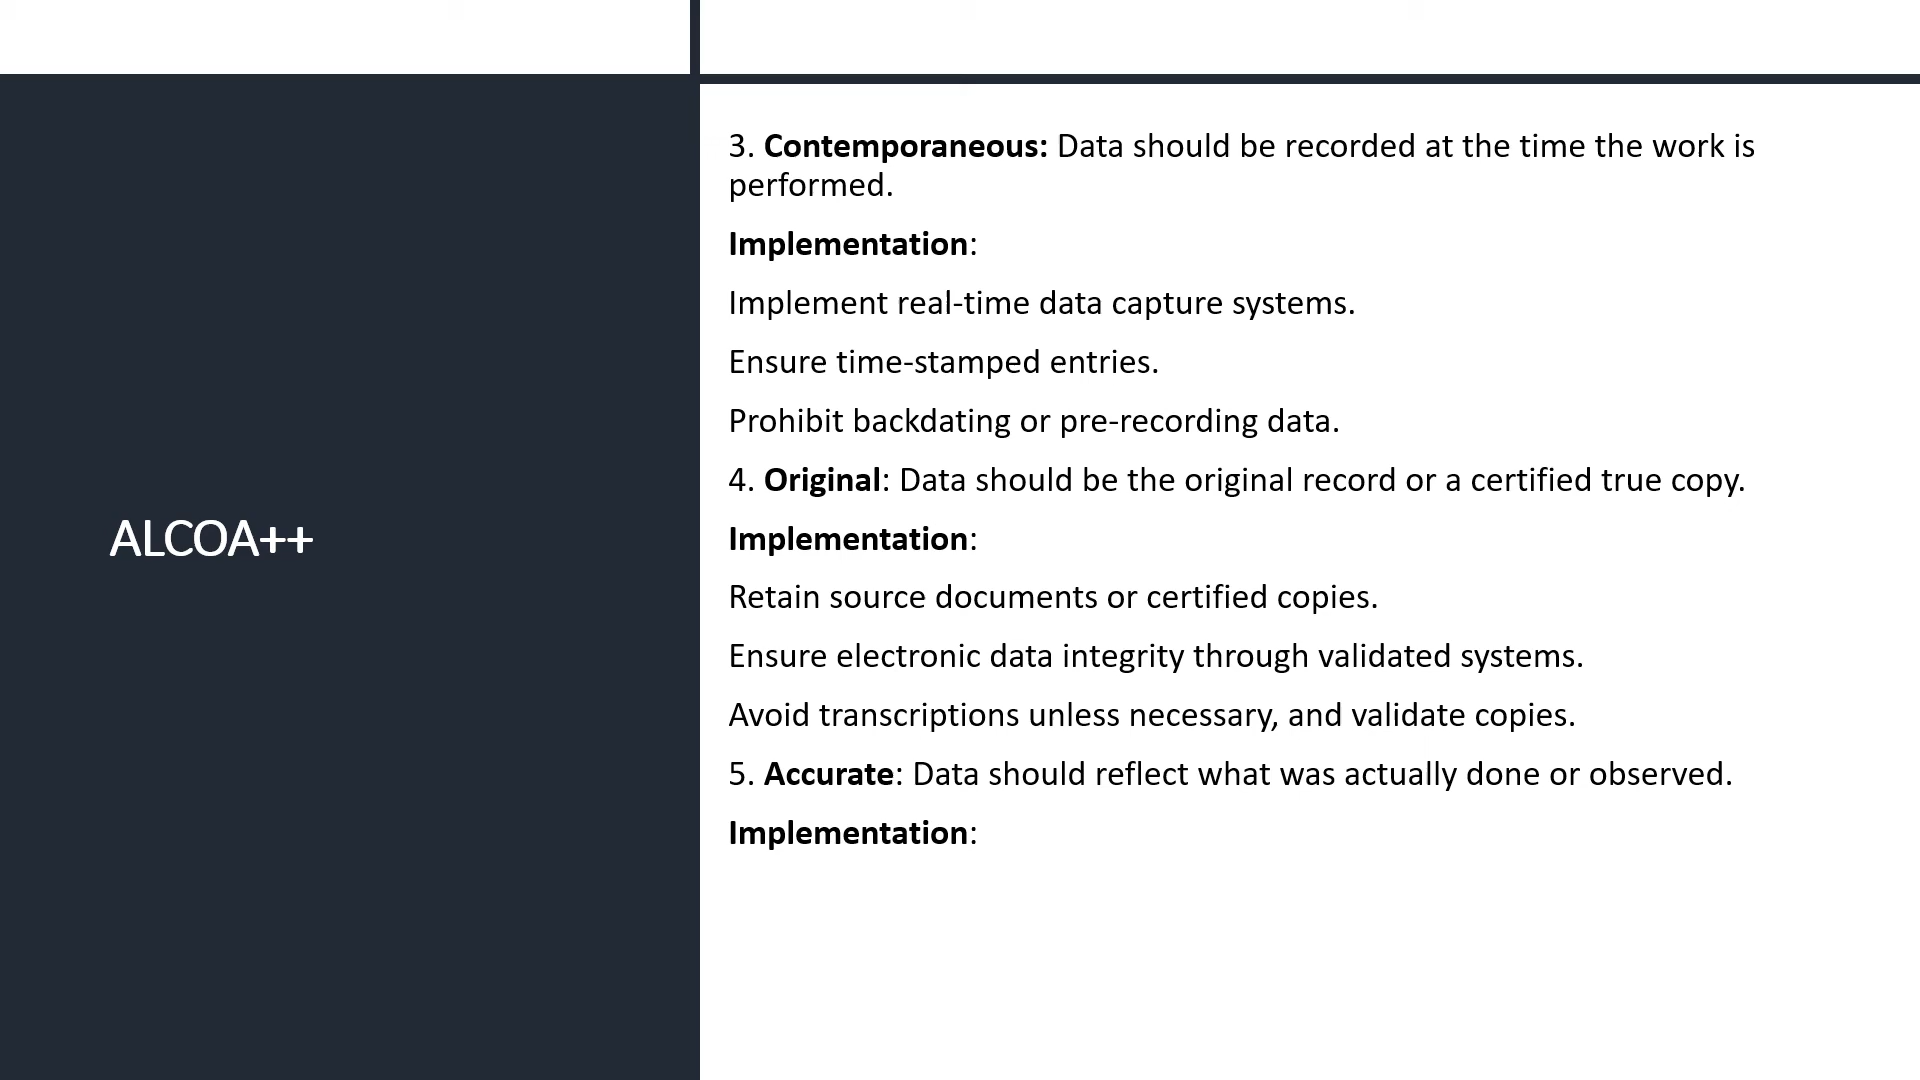 ALCOA++
3. Contemporaneous: Data should be recorded at the time the work is
performed.
Implementation:
Implement real-time data capture systems.
Ensure time-stamped entries.
Prohibit backdating or pre-recording data.
4. Original: Data should be the original record or a certified true copy.
Implementation:
Retain source documents or certified copies.
Ensure electronic data integrity through validated systems.
Avoid transcriptions unless necessary, and validate copies.
5. Accurate: Data should reflect what was actually done or observed.
Implementation: